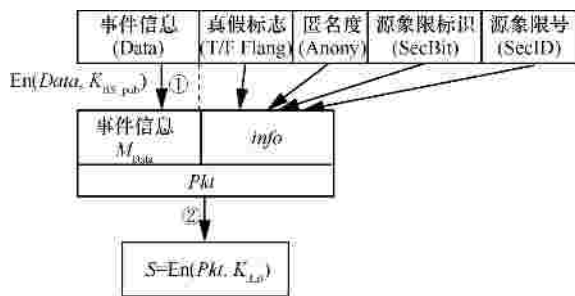 事件信息 真假标志 匿名度 源象限标识 源象限号
(Data) (T/F Flang) (Anony) (SecBit) (SecID)
En(Data, K_BS_pub) ①
事件信息 info
M_Data
Pkt
②
S=En(Pkt, K_A,B)